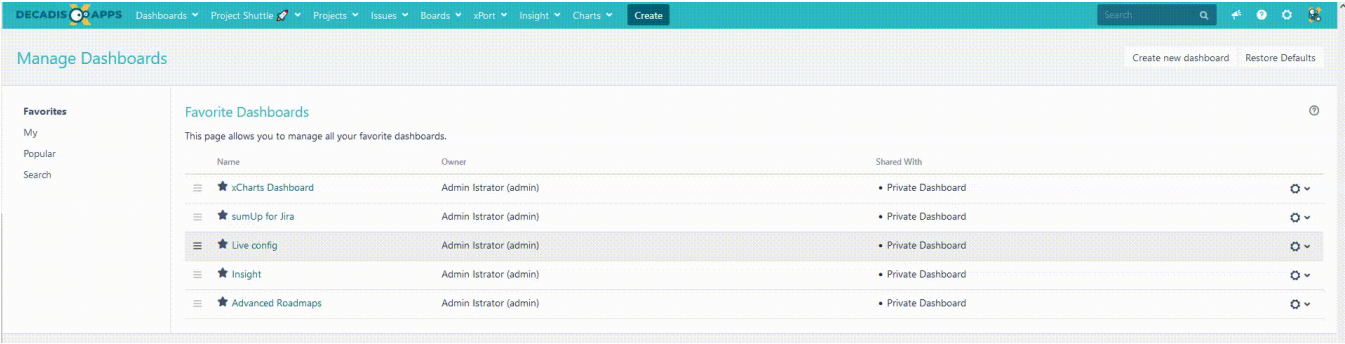 DECADIS APPS Dashboards Project Shuttle 🚀 Projects Issues Boards xPort Insight Charts Create Search
Manage Dashboards Create new dashboard Restore Defaults
Favorites
My
Popular
Search
Favorite Dashboards
This page allows you to manage all your favorite dashboards.
Name Owner Shared With
xCharts Dashboard Admin Istrator (admin) • Private Dashboard
sumUp for Jira Admin Istrator (admin) • Private Dashboard
Live config Admin Istrator (admin) • Private Dashboard
Insight Admin Istrator (admin) • Private Dashboard
Advanced Roadmaps Admin Istrator (admin) • Private Dashboard